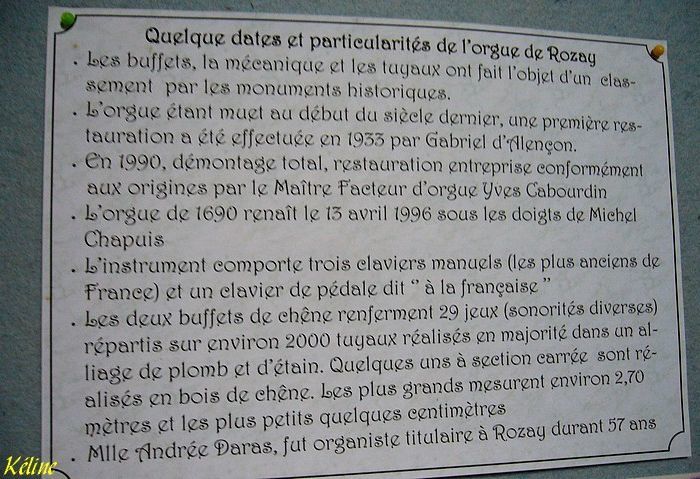 Quelque dates et particularités de l'orgue de Rozay
. Les buffets, la mécanique et les tuyaux ont fait l'objet d'un clas-
sement par les monuments historiques.
. L'orgue étant muet au début du siècle dernier, une première res-
tauration a été effectuée en 1933 par Gabriel d'Alençon.
. En 1990, démontage total, restauration entreprise conformément
aux origines par le Maître Facteur d'orgue Yves Cabourdin
. L'orgue de 1690 renaît le 13 avril 1996 sous les doigts de Michel
Chapuis
. L'instrument comporte trois claviers manuels (les plus anciens de
France) et un clavier de pédale dit '' à la française ''
. Les deux buffets de chêne renferment 29 jeux (sonorités diverses)
répartis sur environ 2000 tuyaux réalisés en majorité dans un al-
liage de plomb et d'étain. Quelques uns à section carrée sont ré-
alisés en bois de chêne. Les plus grands mesurent environ 2,70
mètres et les plus petits quelques centimètres
. Mlle Andrée Daras, fut organiste titulaire à Rozay durant 57 ans
Kéline